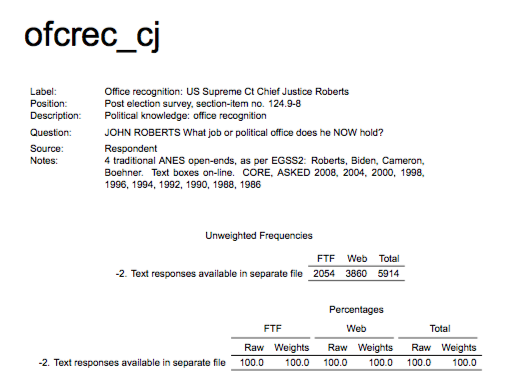 ofcrec_cj
Label: Office recognition: US Supreme Ct Chief Justice Roberts
Position: Post election survey, section-item no. 124.9-8
Description: Political knowledge: office recognition
Question: JOHN ROBERTS What job or political office does he NOW hold?
Source: Respondent
Notes: 4 traditional ANES open-ends, as per EGSS2: Roberts, Biden, Cameron,
Boehner. Text boxes on-line. CORE, ASKED 2008, 2004, 2000, 1998,
1996, 1994, 1992, 1990, 1988, 1986
Unweighted Frequencies
FTF Web Total
-2. Text responses available in separate file 2054 3860 5914
Percentages
FTF Web Total
Raw Weights Raw Weights Raw Weights
-2. Text responses available in separate file 100.0 100.0 100.0 100.0 100.0 100.0